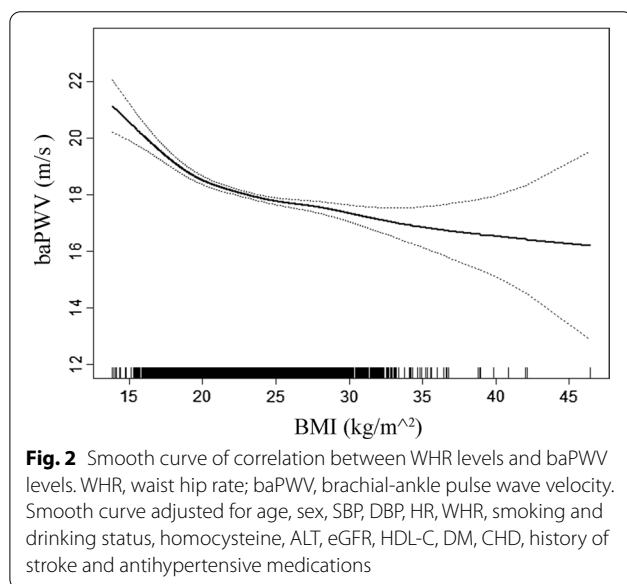 22
20
18
16
14
12
baPWV (m/s )
15 20 25 30 35 40 45
BMI (kg/m^2)
Fig. 2 Smooth curve of correlation between WHR levels and baPWV
levels. WHR, waist hip rate; baPWV, brachial-ankle pulse wave velocity.
Smooth curve adjusted for age, sex, SBP, DBP, HR, WHR, smoking and
drinking status, homocysteine, ALT, eGFR, HDL-C, DM, CHD, history of
stroke and antihypertensive medications